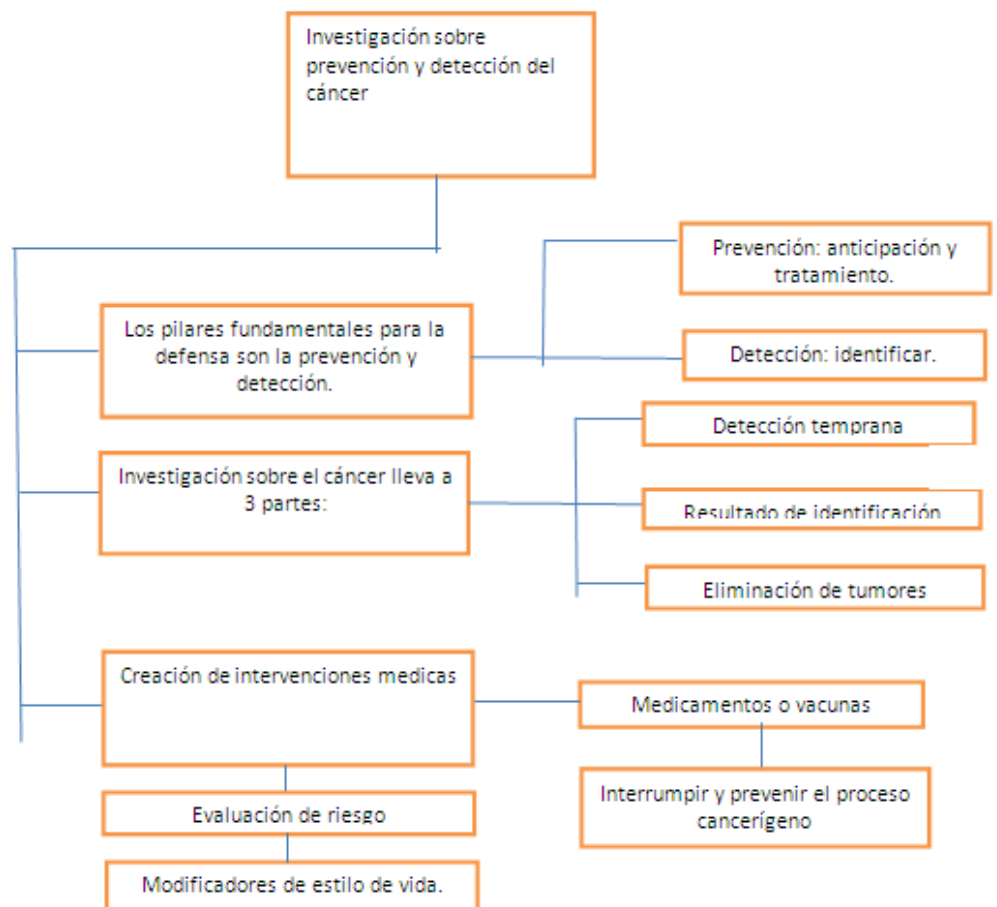 Investigación sobre
prevención y detección del
cáncer
Prevención: anticipación y
tratamiento.
Los pilares fundamentales para la
defensa son la prevención y
detección.
Detección: identificar.
Detección temprana
Investigación sobre el cáncer lleva a
3 partes:
Resultado de identificación
Eliminación de tumores
Creación de intervenciones medicas
Medicamentos o vacunas
Interrumpir y prevenir el proceso
cancerígeno
Evaluación de riesgo
Modificadores de estilo de vida.